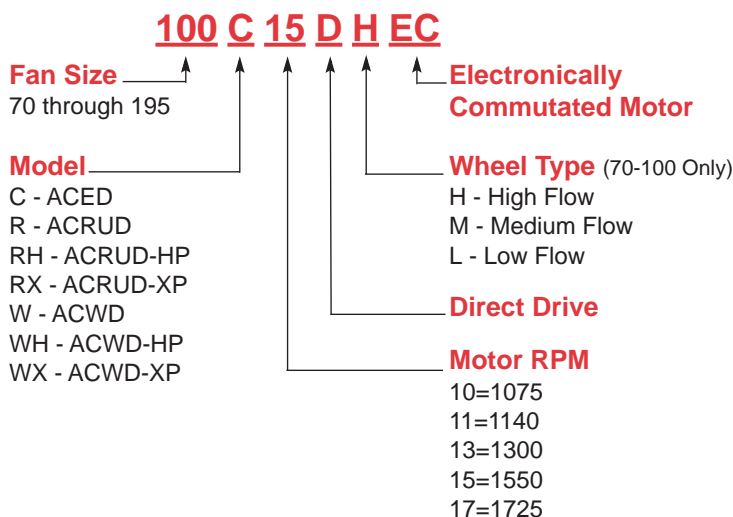 100 C 15 D H EC
Fan Size
70 through 195
Model
C - ACED
R - ACRUD
RH - ACRUD-HP
RX - ACRUD-XP
W - ACWD
WH - ACWD-HP
WX - ACWD-XP
Electronically
Commutated Motor
Wheel Type (70-100 Only)
H - High Flow
M - Medium Flow
L - Low Flow
Direct Drive
Motor RPM
10=1075
11=1140
13=1300
15=1550
17=1725